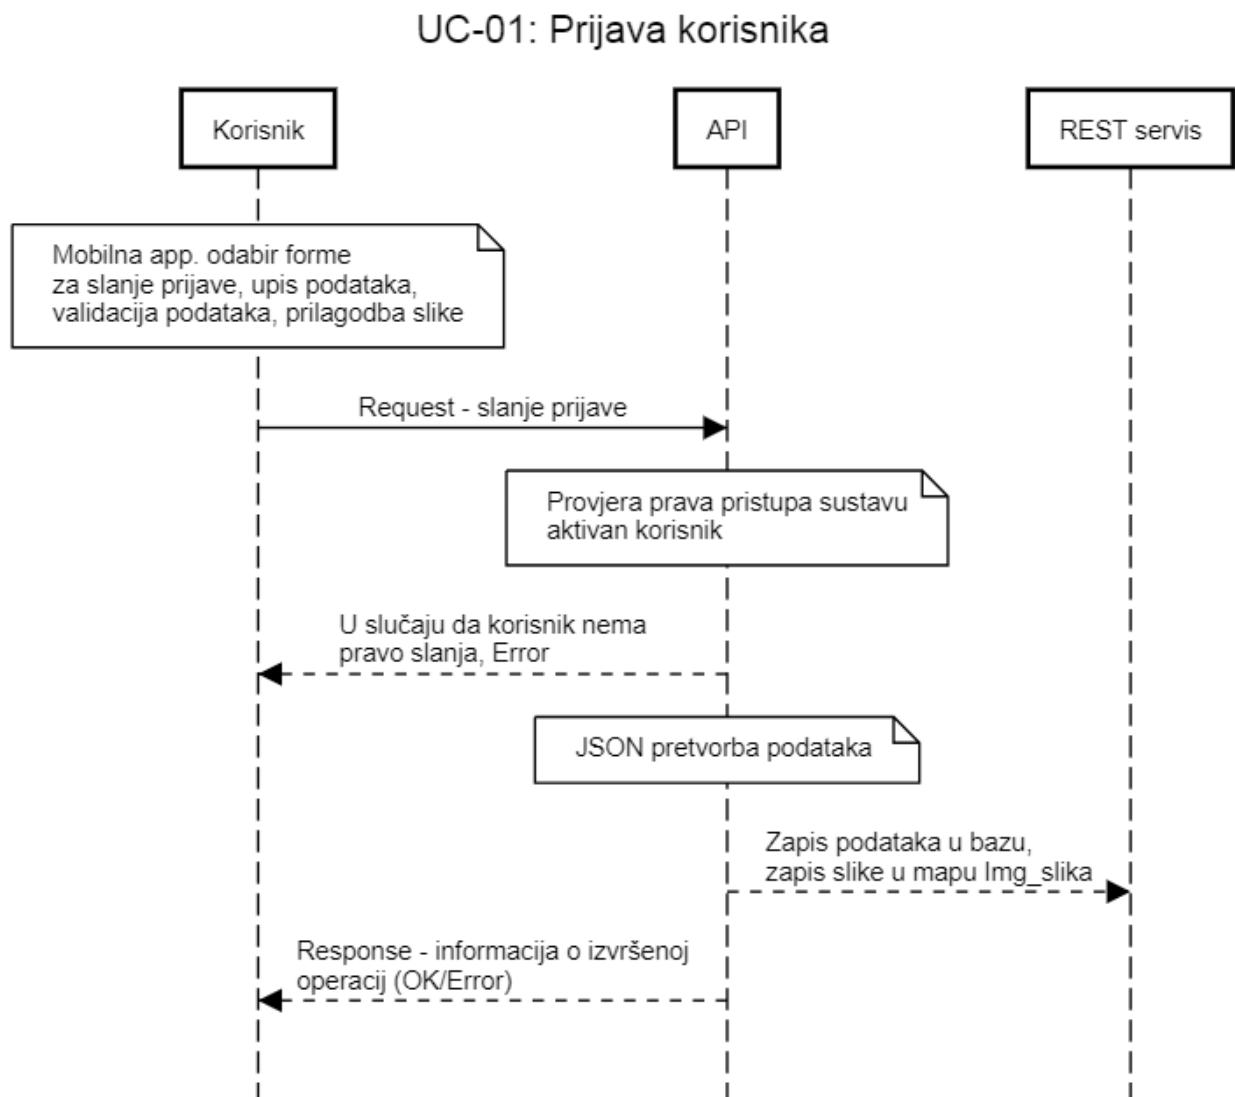 UC-01: Prijava korisnika
Korisnik
API
REST servis
Mobilna app. odabir forme
za slanje prijave, upis podataka,
validacija podataka, prilagodba slike
Request - slanje prijave
Provjera prava pristupa sustavu
aktivan korisnik
U slučaju da korisnik nema
pravo slanja, Error
JSON pretvorba podataka
Zapis podataka u bazu,
zapis slike u mapu Img_slika
Response - informacija o izvršenoj
operacij (OK/Error)